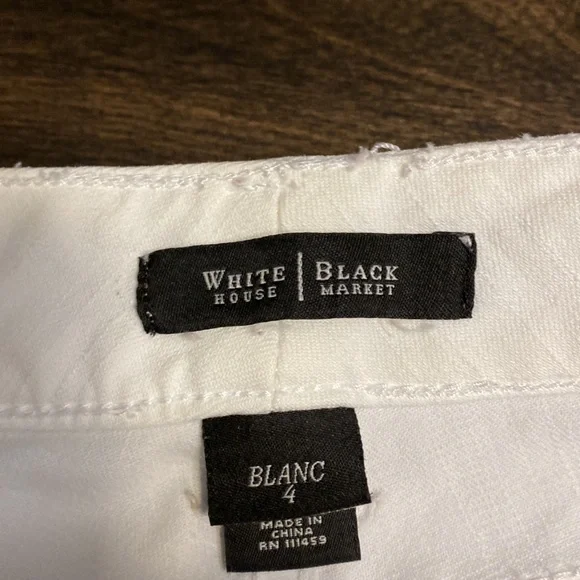 WHITE | BLACK
HOUSE | MARKET
BLANC
4
MADE IN
CHINA
RN 111459